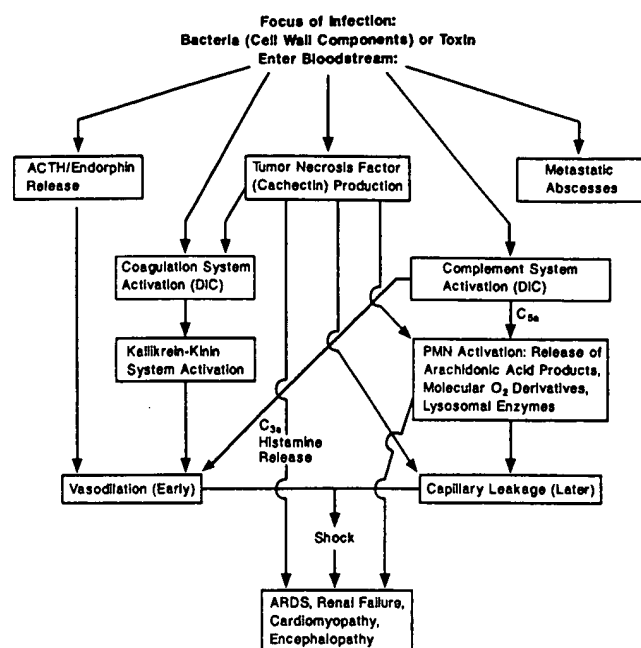 Focus of Infection:
Bacteria (Cell Wall Components) or Toxin
Enter Bloodstream:
ACTH/Endorphin
Release
Tumor Necrosis Factor
(Cachectin) Production
Metastatic
Abscesses
Coagulation System
Activation (DIC)
Complement System
Activation (DIC)
C5a
Kallikrein-Kinin
System Activation
PMN Activation: Release of
Arachidonic Acid Products,
Molecular O2 Derivatives,
Lysosomal Enzymes
C3a
Histamine
Release
Vasodilation (Early)
Capillary Leakage (Later)
Shock
ARDS, Renal Failure,
Cardiomyopathy,
Encephalopathy